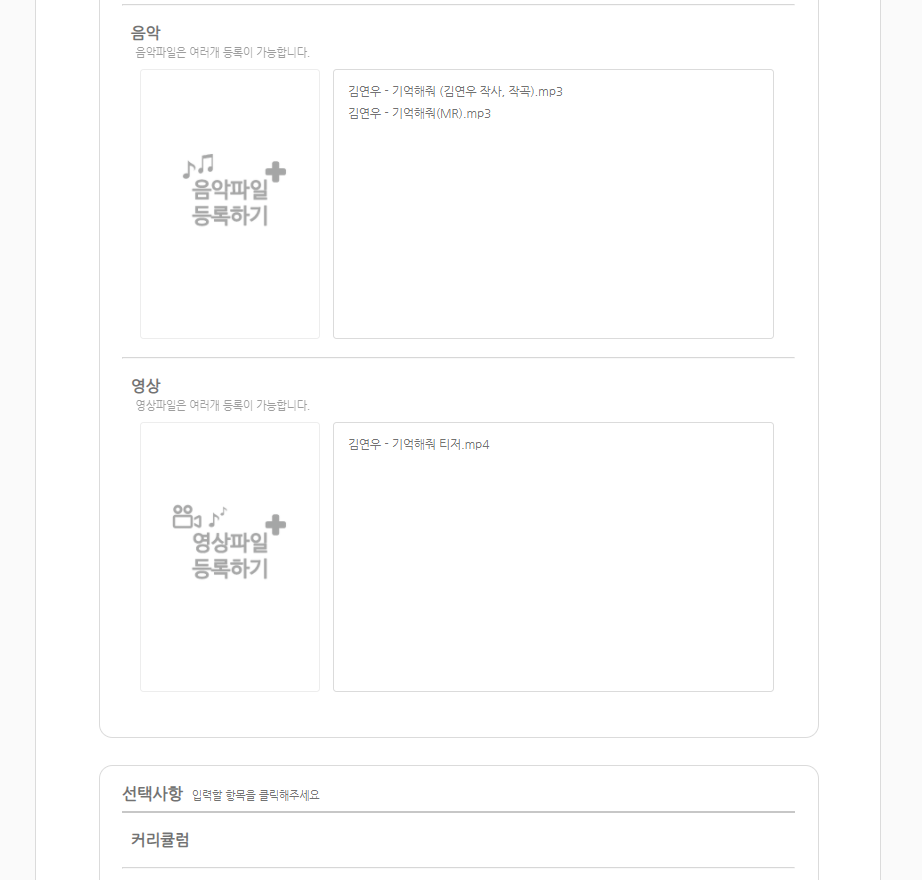 음악
음악파일은 여러개 등록이 가능합니다.
음악파일
등록하기
김연우 - 기억해줘 (김연우 작사, 작곡).mp3
김연우 - 기억해줘(MR).mp3
영상
영상파일은 여러개 등록이 가능합니다.
영상파일
등록하기
김연우 - 기억해줘 티저.mp4
선택사항 입력할 항목을 클릭해주세요
커리큘럼